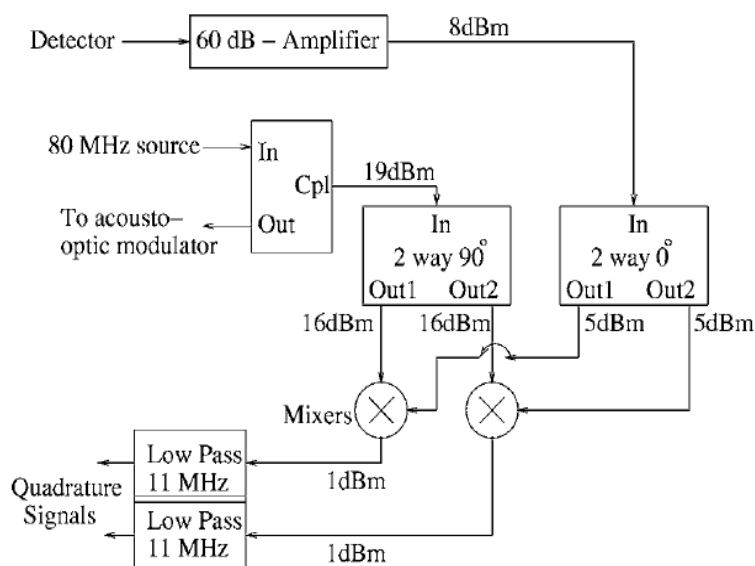 Detector
60 dB – Amplifier
8dBm
80 MHz source
In
Cpl
19dBm
To acousto–
optic modulator
Out
In
2 way 90°
Out1 Out2
In
2 way 0°
Out1 Out2
16dBm
16dBm
5dBm
5dBm
Mixers
Low Pass
11 MHz
1dBm
Quadrature
Signals
Low Pass
11 MHz
1dBm